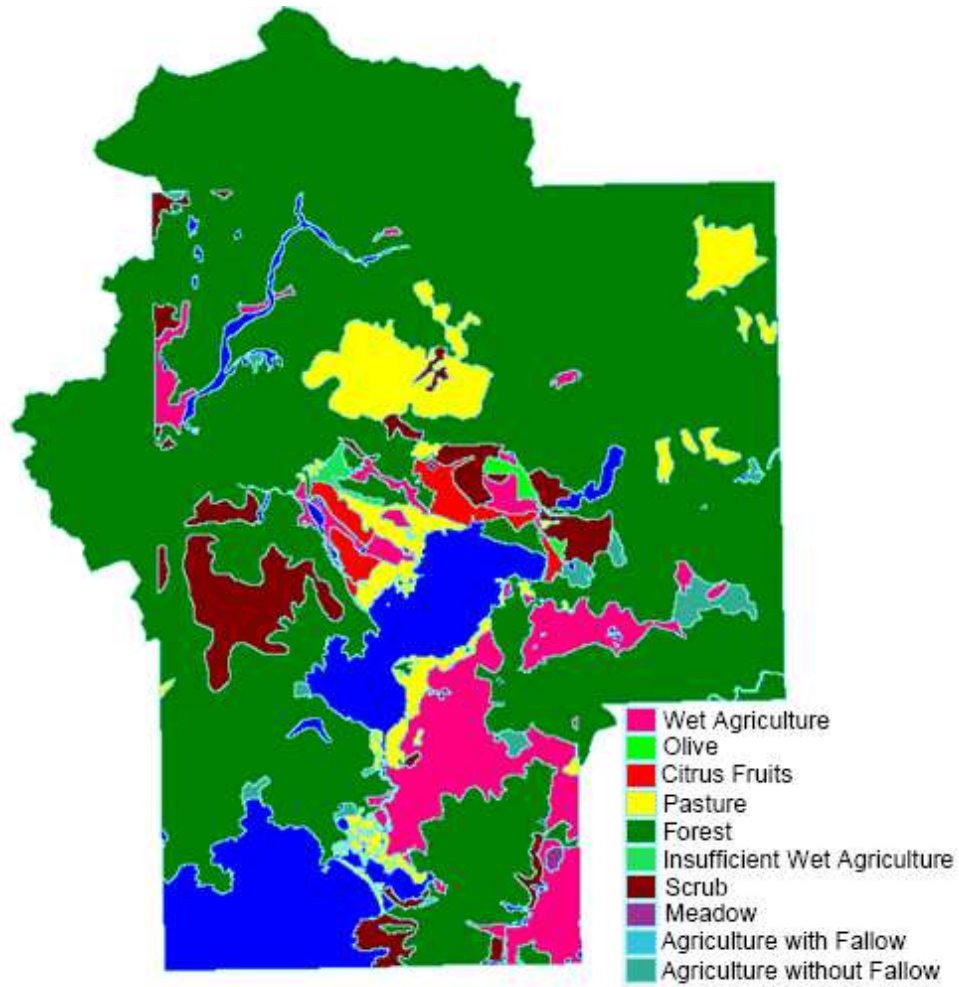 Wet Agriculture
Olive
Citrus Fruits
Pasture
Forest
Insufficient Wet Agriculture
Scrub
Meadow
Agriculture with Fallow
Agriculture without Fallow